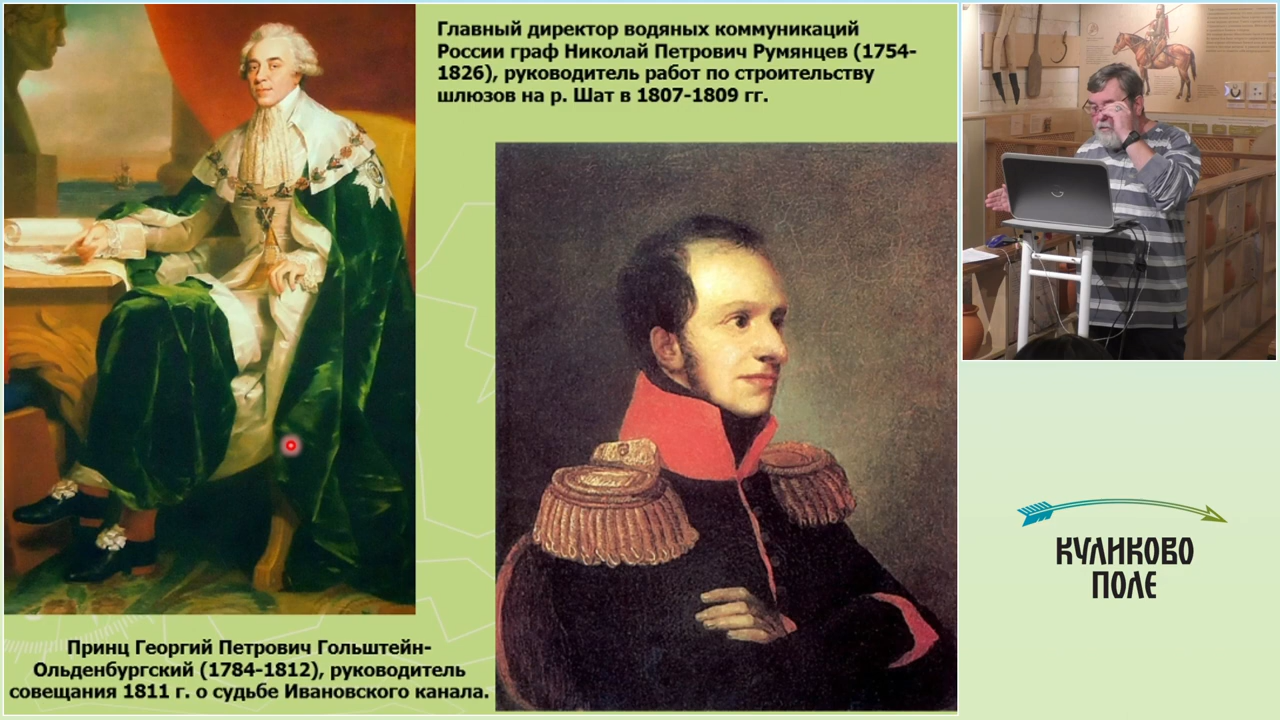 Главный директор водяных коммуникаций
России граф Николай Петрович Румянцев (1754-
1826), руководитель работ по строительству
шлюзов на р. Шат в 1807-1809 гг.
Принц Георгий Петрович Гольштейн-
Ольденбургский (1784-1812), руководитель
совещания 1811 г. о судьбе Ивановского канала.
КУЛИКОВО
ПОЛЕ